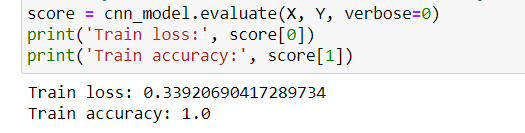 score = cnn_model.evaluate(X, Y, verbose=0)
print('Train loss:', score[0])
print('Train accuracy:', score[1])
Train loss: 0.33920690417289734
Train accuracy: 1.0